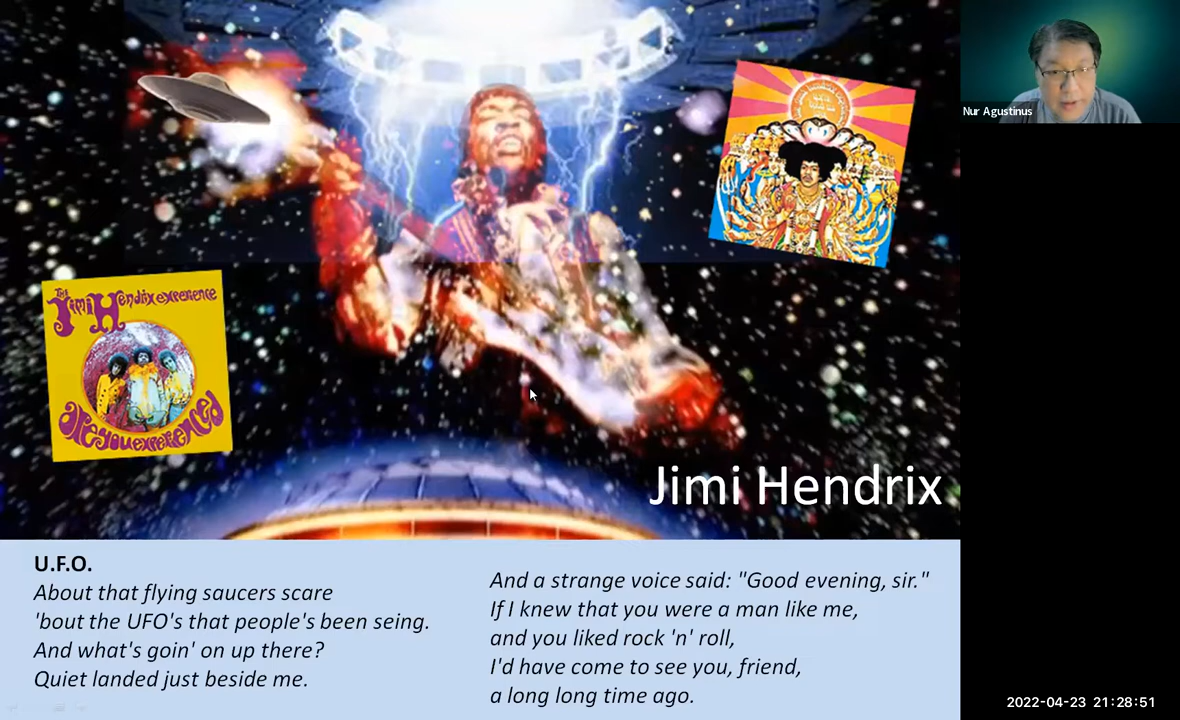 Nur Agustinus
THE
Jimi Hendrix experience
are you experienced
Jimi Hendrix
U.F.O.
About that flying saucers scare
'bout the UFO's that people's been seing.
And what's goin' on up there?
Quiet landed just beside me.
And a strange voice said: "Good evening, sir."
If I knew that you were a man like me,
and you liked rock 'n' roll,
I'd have come to see you, friend,
a long long time ago.
2022-04-23 21:28:51